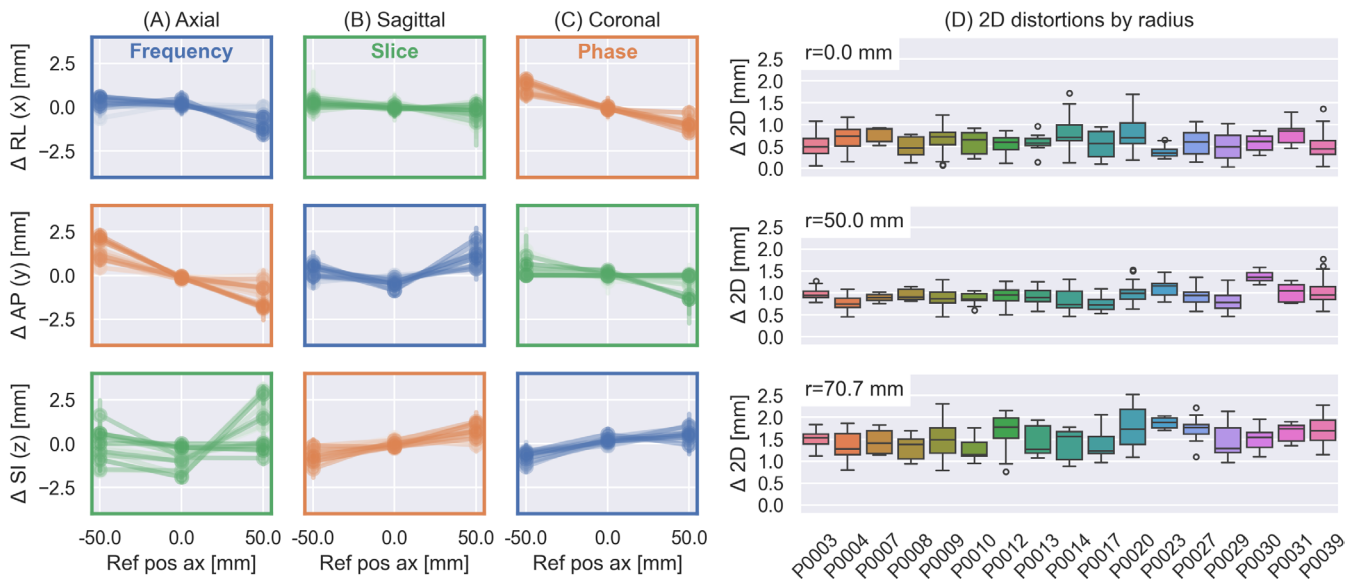 (A) Axial
(B) Sagittal
(C) Coronal
(D) 2D distortions by radius
Frequency
Slice
Phase
Δ RL (x) [mm]
2.5
0.0
−2.5
Δ AP (y) [mm]
2.5
0.0
−2.5
Δ SI (z) [mm]
2.5
0.0
−2.5
-50.0 0.0 50.0
Ref pos ax [mm]
-50.0 0.0 50.0
Ref pos ax [mm]
-50.0 0.0 50.0
Ref pos ax [mm]
r=0.0 mm
Δ 2D [mm]
2.5
2.0
1.5
1.0
0.5
0.0
r=50.0 mm
Δ 2D [mm]
2.5
2.0
1.5
1.0
0.5
0.0
r=70.7 mm
Δ 2D [mm]
2.5
2.0
1.5
1.0
0.5
0.0
P0003 P0004 P0007 P0008 P0009 P0010 P0012 P0013 P0014 P0017 P0020 P0023 P0027 P0029 P0030 P0031 P0039